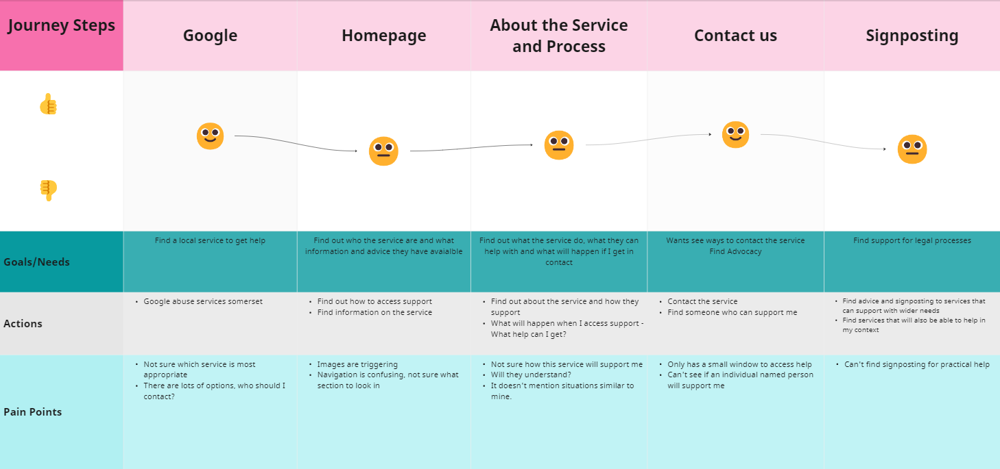 Journey Steps
Google
Homepage
About the Service
and Process
Contact us
Signposting
Goals/Needs
Find a local service to get help
Find out who the service are and what
information and advice they have avaialble
Find out what the service do, what they can
help with and what will happen if I get in
contact
Wants see ways to contact the service
Find Advocacy
Find support for legal processes
Actions
• Google abuse services somerset
• Find out how to access support
• Find information on the service
• Find out about the service and how they
support
• What will happen when I access support -
What help can I get?
• Contact the service
• Find someone who can support me
• Find advice and signposting to services that
can support with wider needs
• Find services that will also be able to help in
my context
Pain Points
• Not sure which service is most
appropriate
• There are lots of options, who should I
contact?
• Images are triggering
• Navigation is confusing, not sure what
section to look in
• Not sure how this service will support me
• Will they understand?
• It doesn't mention situations similar to
mine.
• Only has a small window to access help
• Can't see if an individual named person
will support me
• Can't find signposting for practical help